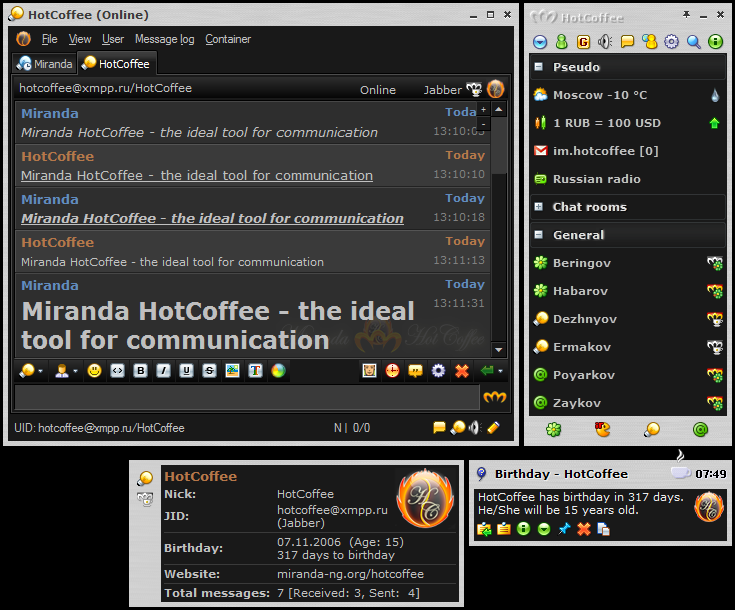 HotCoffee (Online)
File View User Message log Container
Miranda HotCoffee
hotcoffee@xmpp.ru/HotCoffee Online Jabber
Miranda Today
Miranda HotCoffee - the ideal tool for communication 13:10:03
HotCoffee Today
Miranda HotCoffee - the ideal tool for communication 13:10:10
Miranda Today
Miranda HotCoffee - the ideal tool for communication 13:10:18
HotCoffee Today
Miranda HotCoffee - the ideal tool for communication 13:11:13
Miranda Today
Miranda HotCoffee - the ideal 13:11:31
tool for communication
Miranda HotCoffee
B I U S T
UID: hotcoffee@xmpp.ru/HotCoffee N | 0/0
HotCoffee
Pseudo
Moscow -10 °C
1 RUB = 100 USD
im.hotcoffee [0]
Russian radio
Chat rooms
General
Beringov
Habarov
Dezhnyov
Ermakov
Poyarkov
Zaykov
HotCoffee
Nick: HotCoffee
JID: hotcoffee@xmpp.ru
(Jabber)
Birthday: 07.11.2006 (Age: 15)
317 days to birthday
Website: miranda-ng.org/hotcoffee
Total messages: 7 [Received: 3, Sent: 4]
HC
Birthday - HotCoffee 07:49
HotCoffee has birthday in 317 days.
He/She will be 15 years old.
HC